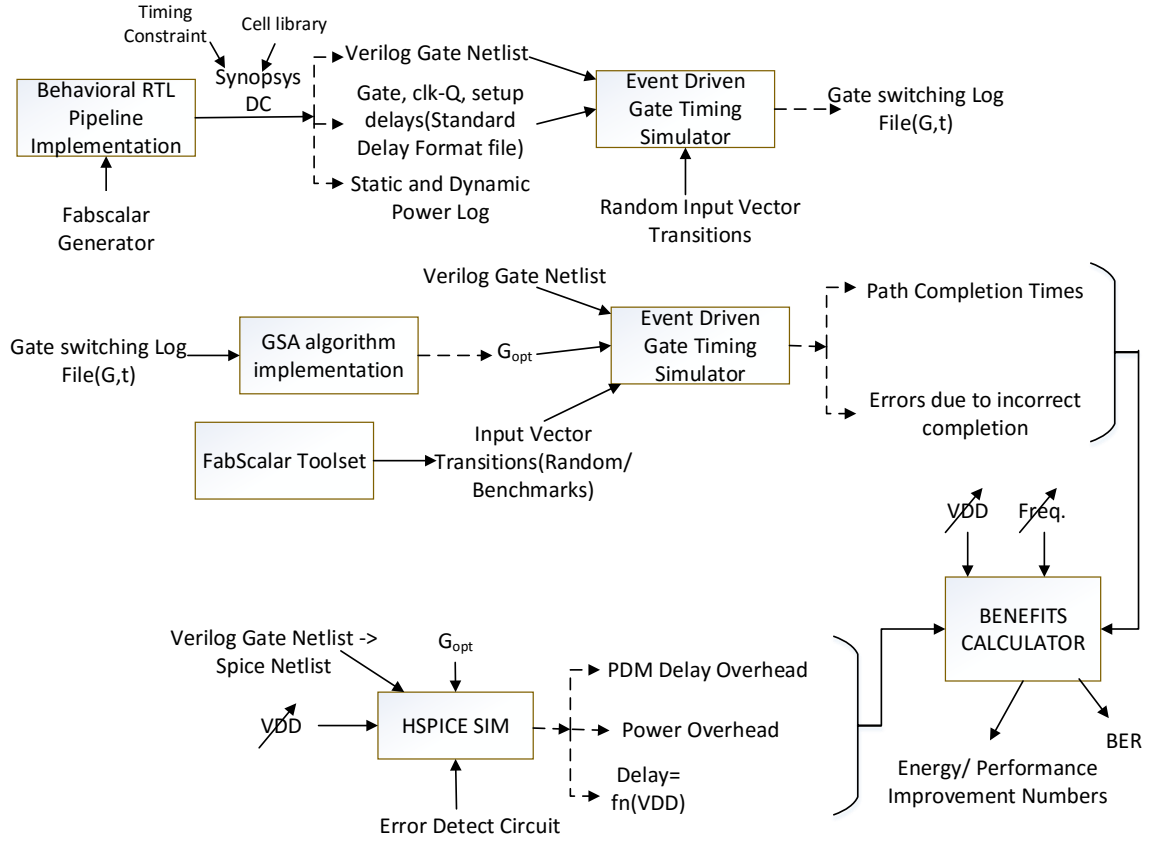 Timing
Constraint
Cell library
Synopsys
DC
Behavioral RTL
Pipeline
Implementation
Fabscalar
Generator
Verilog Gate Netlist
Gate, clk-Q, setup
delays(Standard
Delay Format file)
Static and Dynamic
Power Log
Event Driven
Gate Timing
Simulator
Random Input Vector
Transitions
Gate switching Log
File(G,t)
Verilog Gate Netlist
Gate switching Log
File(G,t)
GSA algorithm
implementation
Gopt
Event Driven
Gate Timing
Simulator
Path Completion Times
Errors due to incorrect
completion
FabScalar Toolset
Input Vector
Transitions(Random/
Benchmarks)
VDD
Freq.
BENEFITS
CALCULATOR
BER
Energy/ Performance
Improvement Numbers
Verilog Gate Netlist ->
Spice Netlist
Gopt
VDD
HSPICE SIM
Error Detect Circuit
PDM Delay Overhead
Power Overhead
Delay=
fn(VDD)